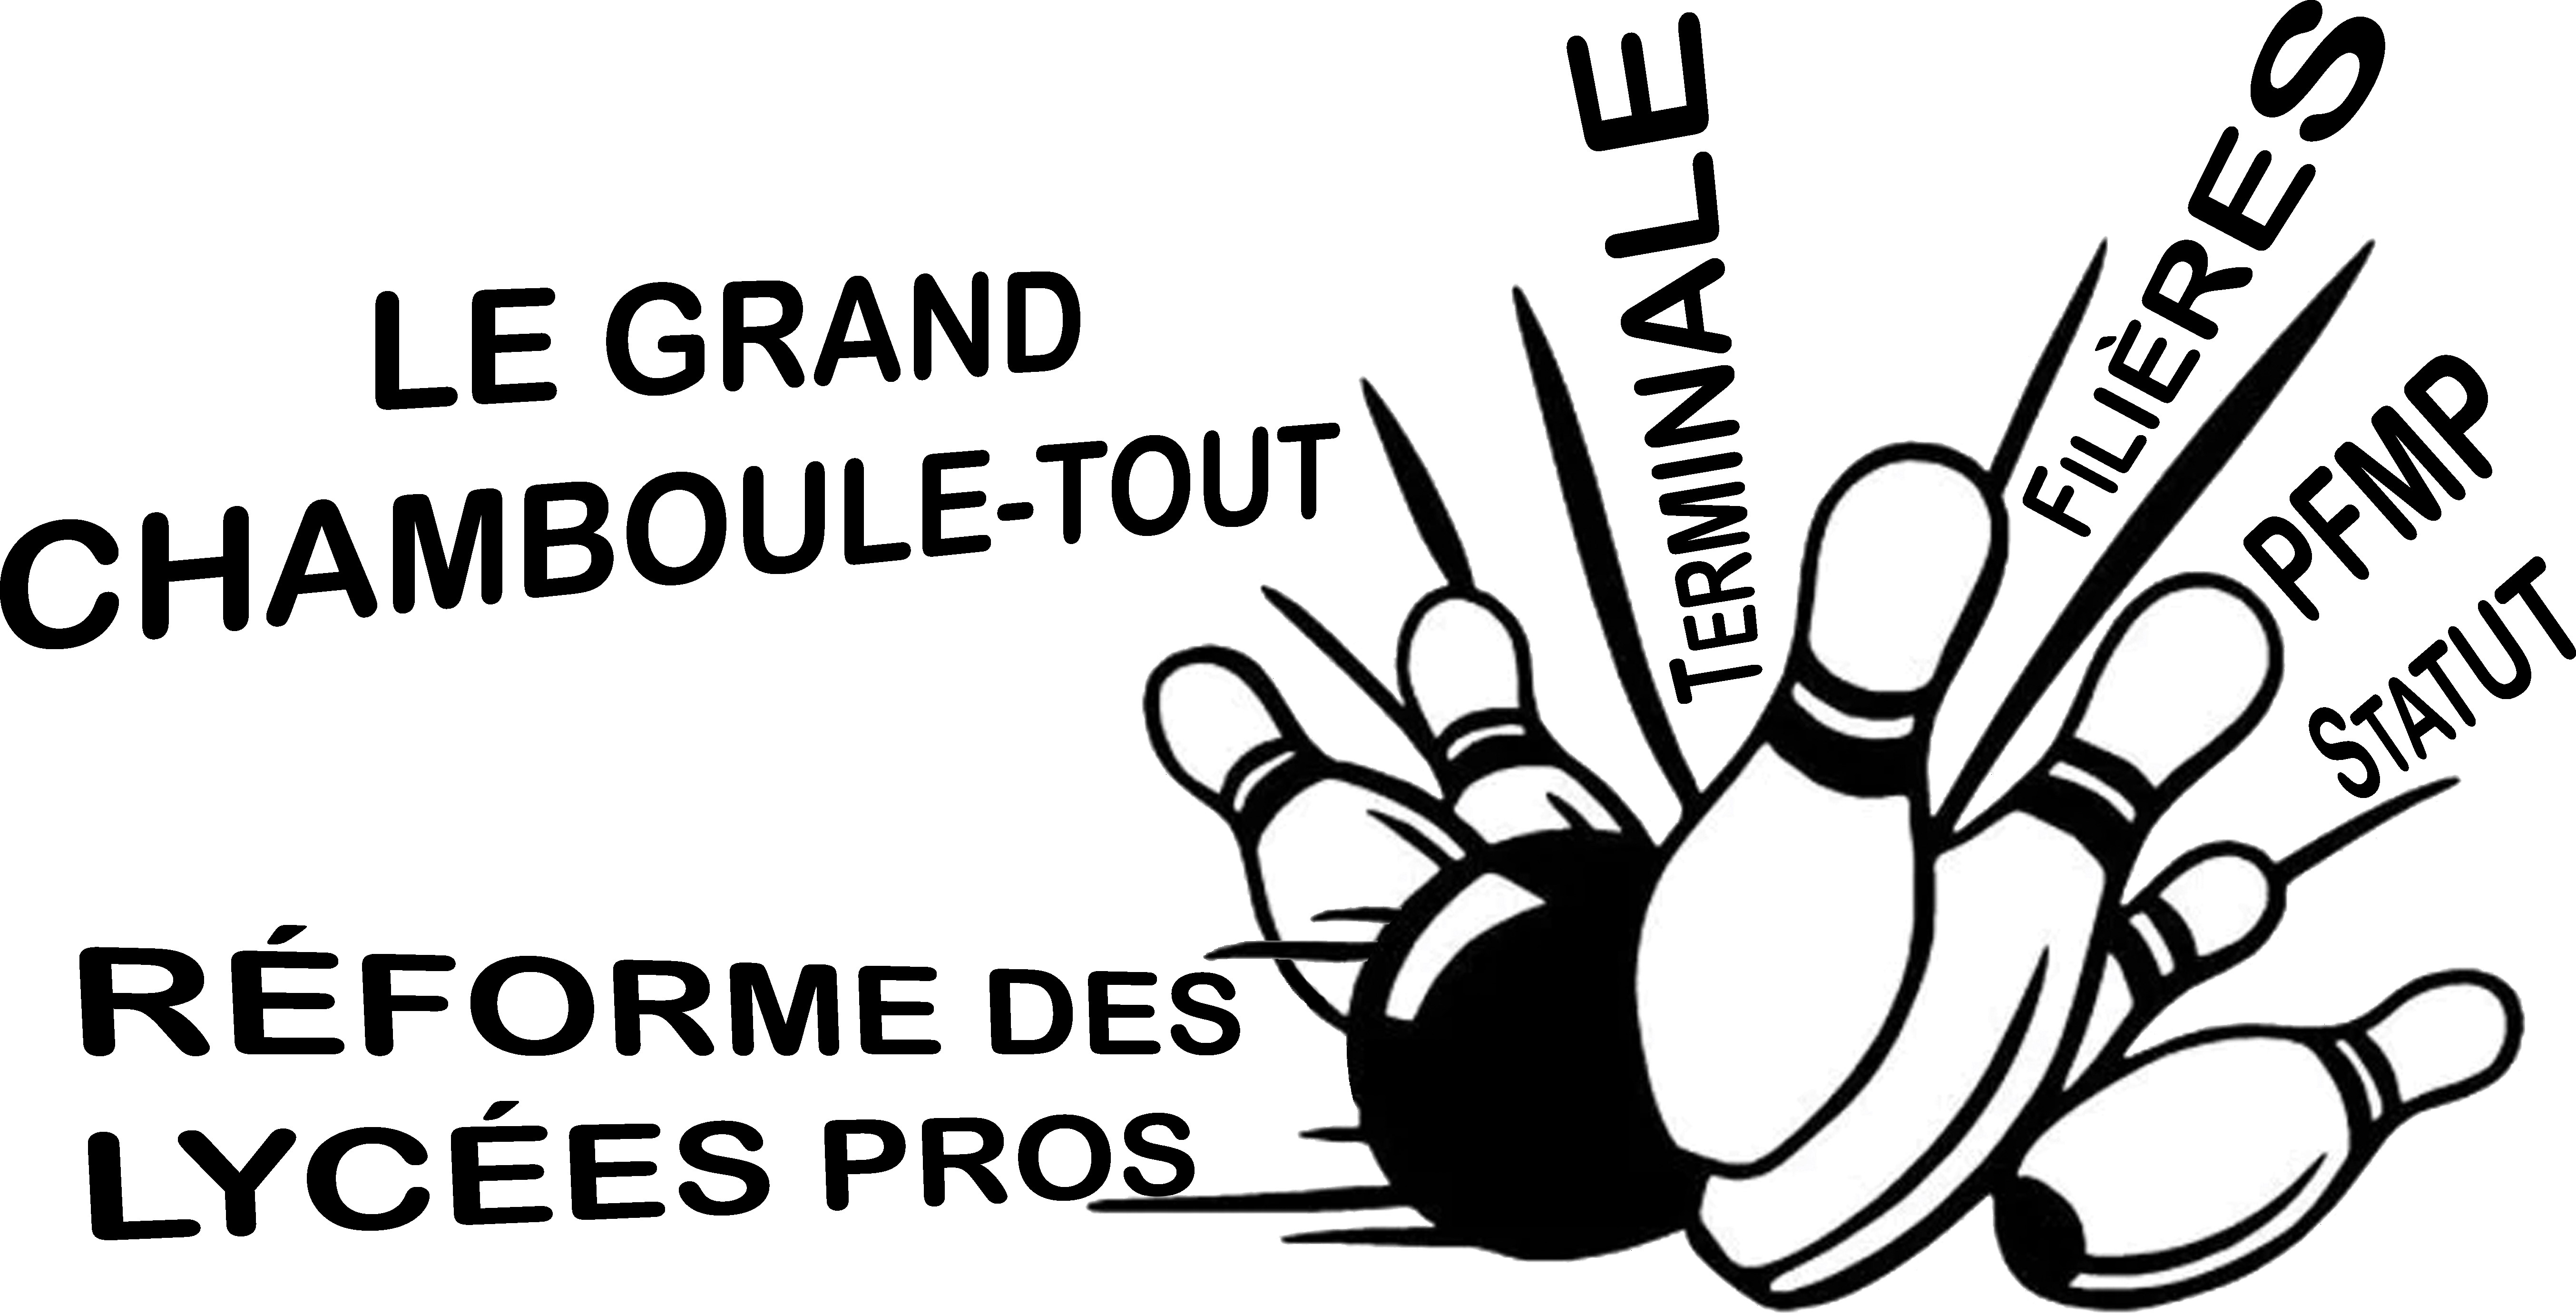 LE GRAND
CHAMBOULE-TOUT
RÉFORME DES
LYCÉES PROS
TERMINALE
FILIÉRES
PFMP
STATUT